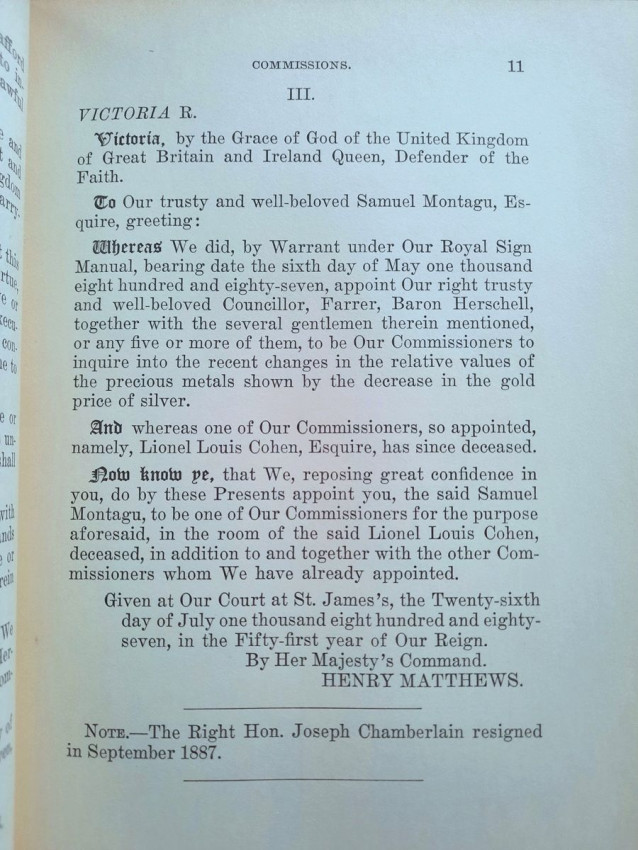 COMMISSIONS. 11
III.
VICTORIA R.
Victoria, by the Grace of God of the United Kingdom
of Great Britain and Ireland Queen, Defender of the
Faith.
To Our trusty and well-beloved Samuel Montagu, Es-
quire, greeting:
Whereas We did, by Warrant under Our Royal Sign
Manual, bearing date the sixth day of May one thousand
eight hundred and eighty-seven, appoint Our right trusty
and well-beloved Councillor, Farrer, Baron Herschell,
together with the several gentlemen therein mentioned,
or any five or more of them, to be Our Commissioners to
inquire into the recent changes in the relative values of
the precious metals shown by the decrease in the gold
price of silver.
And whereas one of Our Commissioners, so appointed,
namely, Lionel Louis Cohen, Esquire, has since deceased.
Now know ye, that We, reposing great confidence in
you, do by these Presents appoint you, the said Samuel
Montagu, to be one of Our Commissioners for the purpose
aforesaid, in the room of the said Lionel Louis Cohen,
deceased, in addition to and together with the other Com-
missioners whom We have already appointed.
Given at Our Court at St. James's, the Twenty-sixth
day of July one thousand eight hundred and eighty-
seven, in the Fifty-first year of Our Reign.
By Her Majesty's Command.
HENRY MATTHEWS.
NOTE.—The Right Hon. Joseph Chamberlain resigned
in September 1887.